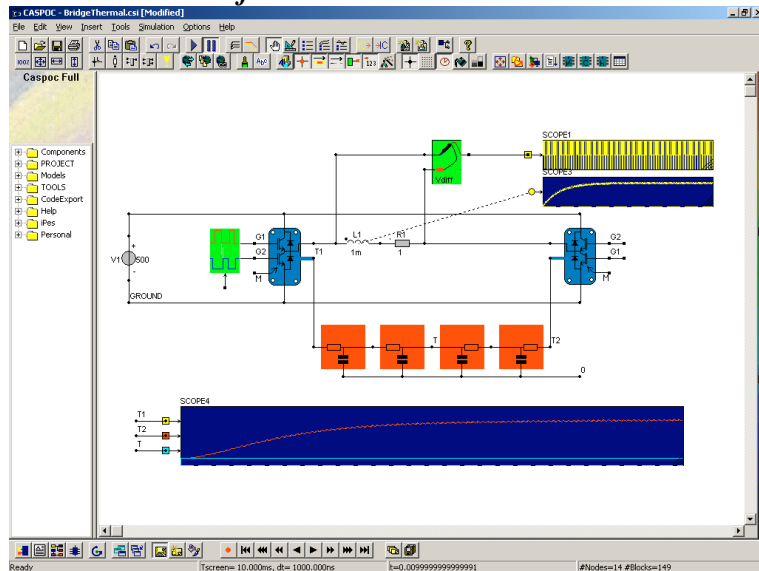 CASPOC - BridgeThermal.csi [Modified]
File Edit View Insert Tools Simulation Options Help
Caspoc Full
Components
PROJECT
Models
TOOLS
CodeExport
Help
iPes
Personal
SCOPE1
Vdiff
SCOPE3
G1
G2
M
T1
L1
1m
R1
1
G2
G1
M
V1
500
+
-
GROUND
T
T2
0
SCOPE4
T1
T2
T
Ready
Tscreen= 10.000ms, dt= 1000.000ns
t=0.0099999999999991
#Nodes=14 #Blocks=149